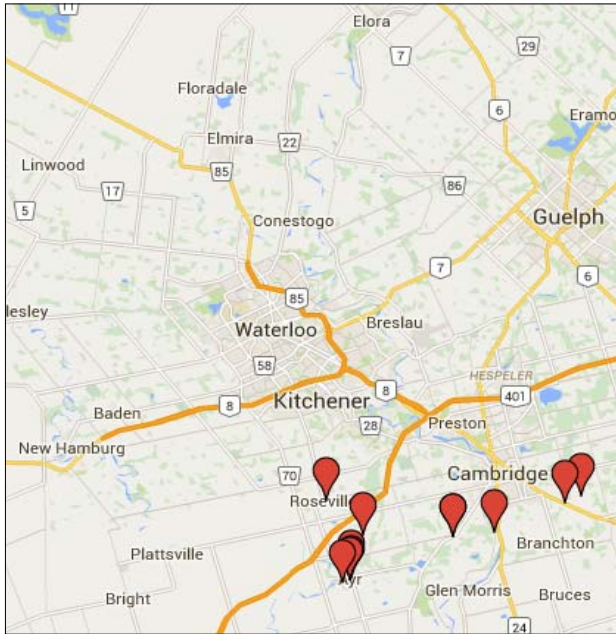 11
Elora
7
29
Floradale
6
Eramo
Elmira
22
Linwood
85
17
86
5
Conestogo
Guelph
7
6
lesley
85
Waterloo
Breslau
58
HESPELER
8
401
Kitchener
Baden
8
28
Preston
New Hamburg
70
Cambridge
Rosevill
Plattsville
Branchton
yr
Bright
Glen Morris
Bruces
24